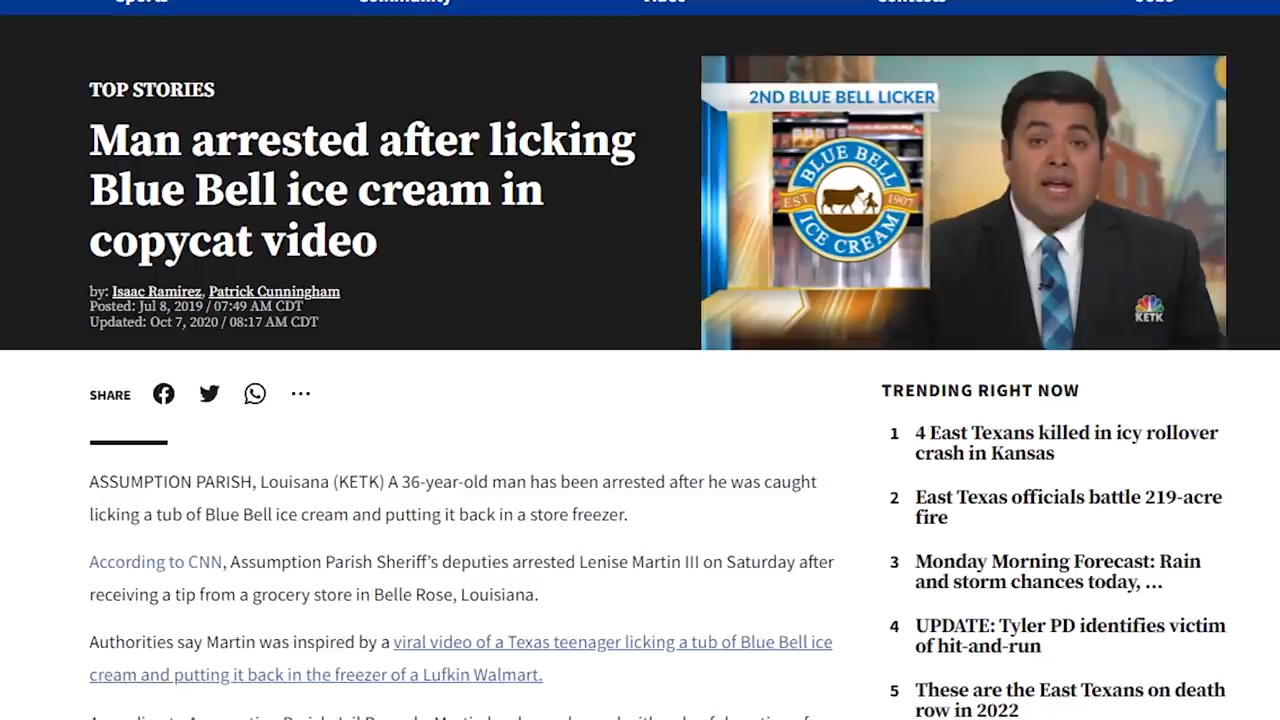 Sports Community Video Contests Jobs
TOP STORIES
Man arrested after licking
Blue Bell ice cream in
copycat video
by: Isaac Ramirez, Patrick Cunningham
Posted: Jul 8, 2019 / 07:49 AM CDT
Updated: Oct 7, 2020 / 08:17 AM CDT
2ND BLUE BELL LICKER
BLUE BELL
EST 1907
ICE CREAM
KETK
SHARE
ASSUMPTION PARISH, Louisiana (KETK) A 36-year-old man has been arrested after he was caught
licking a tub of Blue Bell ice cream and putting it back in a store freezer.
According to CNN, Assumption Parish Sheriff’s deputies arrested Lenise Martin III on Saturday after
receiving a tip from a grocery store in Belle Rose, Louisiana.
Authorities say Martin was inspired by a viral video of a Texas teenager licking a tub of Blue Bell ice
cream and putting it back in the freezer of a Lufkin Walmart.
TRENDING RIGHT NOW
1 4 East Texans killed in icy rollover
crash in Kansas
2 East Texas officials battle 219-acre
fire
3 Monday Morning Forecast: Rain
and storm chances today, …
4 UPDATE: Tyler PD identifies victim
of hit-and-run
5 These are the East Texans on death
row in 2022